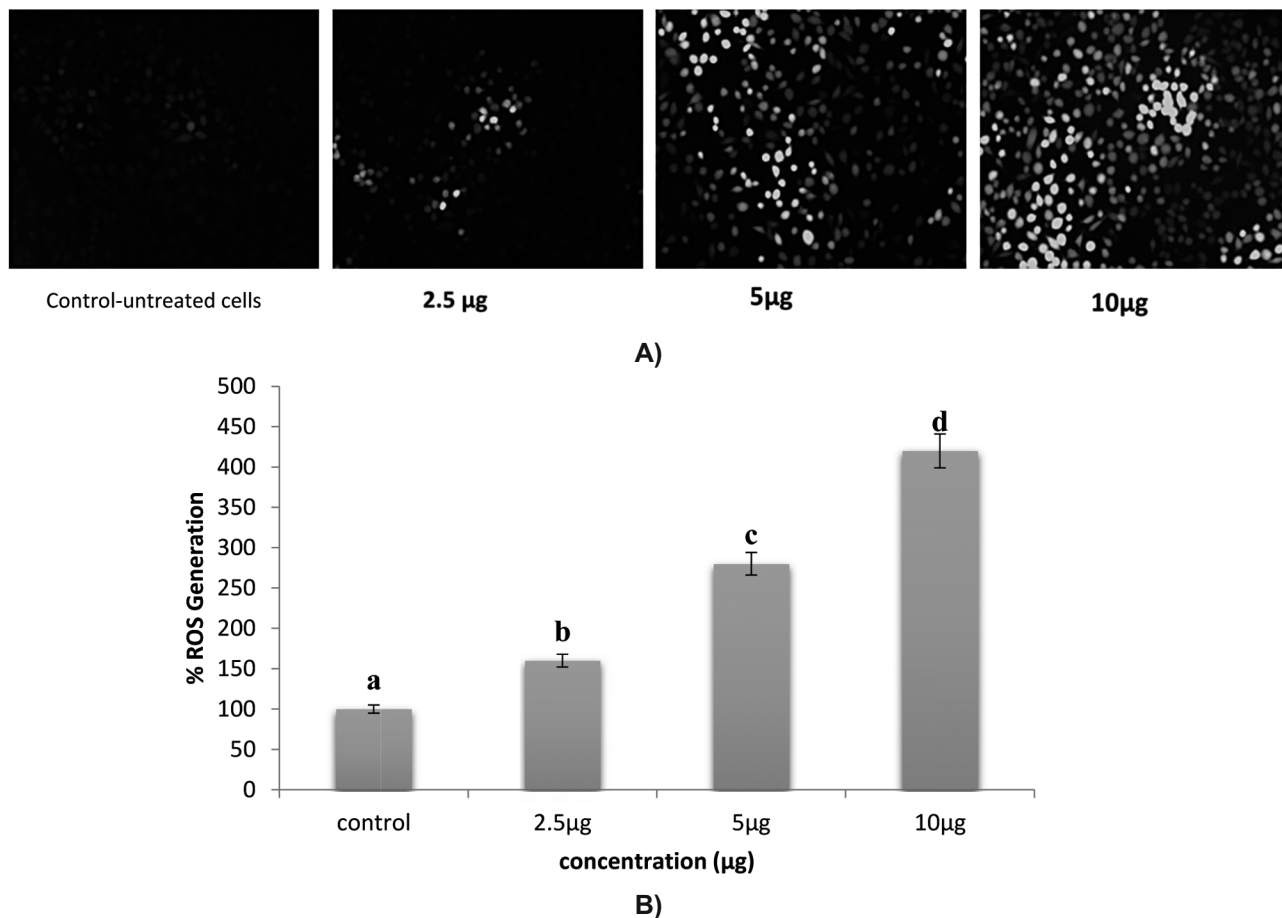 Control-untreated cells 2.5 µg 5µg 10µg
A)
500
450
400
350
300
250
200
150
100
50
0
% ROS Generation
a
b
c
d
control 2.5µg 5µg 10µg
concentration (µg)
B)